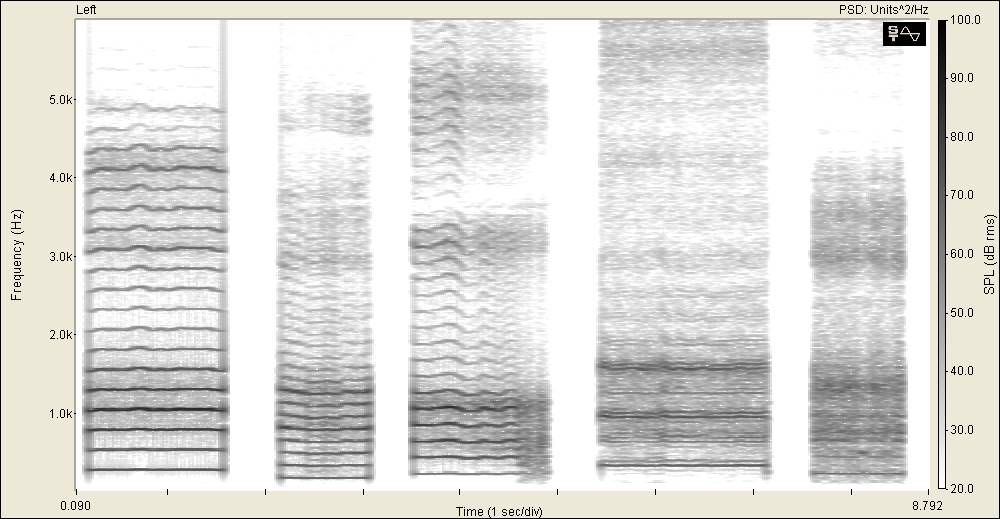 Left
PSD: Units^2/Hz
S
T
100.0
90.0
80.0
70.0
60.0
50.0
40.0
30.0
20.0
SPL (dB rms)
5.0k
4.0k
3.0k
2.0k
1.0k
Frequency (Hz)
0.090
Time (1 sec/div)
8.792